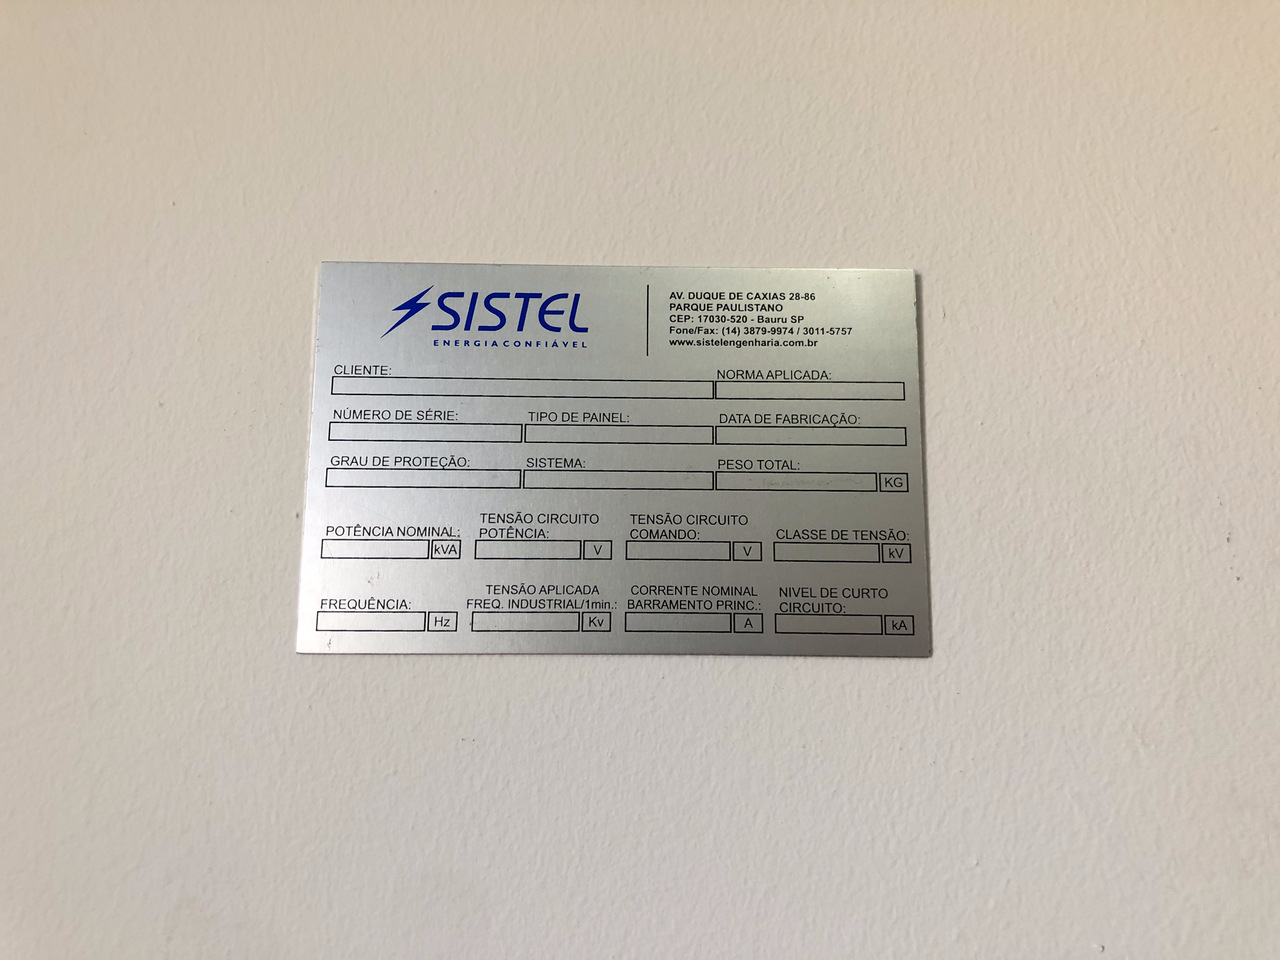 SISTEL
ENERGIA CONFIÁVEL
AV. DUQUE DE CAXIAS 28-86
PARQUE PAULISTANO
CEP: 17030-520 - Bauru SP
Fone/Fax: (14) 3879-9974 / 3011-5757
www.sistelengenharia.com.br
CLIENTE: NORMA APLICADA:
NÚMERO DE SÉRIE: TIPO DE PAINEL: DATA DE FABRICAÇÃO:
GRAU DE PROTEÇÃO: SISTEMA: PESO TOTAL:
KG
TENSÃO CIRCUITO TENSÃO CIRCUITO
POTÊNCIA NOMINAL: POTÊNCIA: COMANDO: CLASSE DE TENSÃO:
kVA V V kV
TENSÃO APLICADA CORRENTE NOMINAL NIVEL DE CURTO
FREQUÊNCIA: FREQ. INDUSTRIAL/1min.: BARRAMENTO PRINC.: CIRCUITO:
Hz Kv A kA